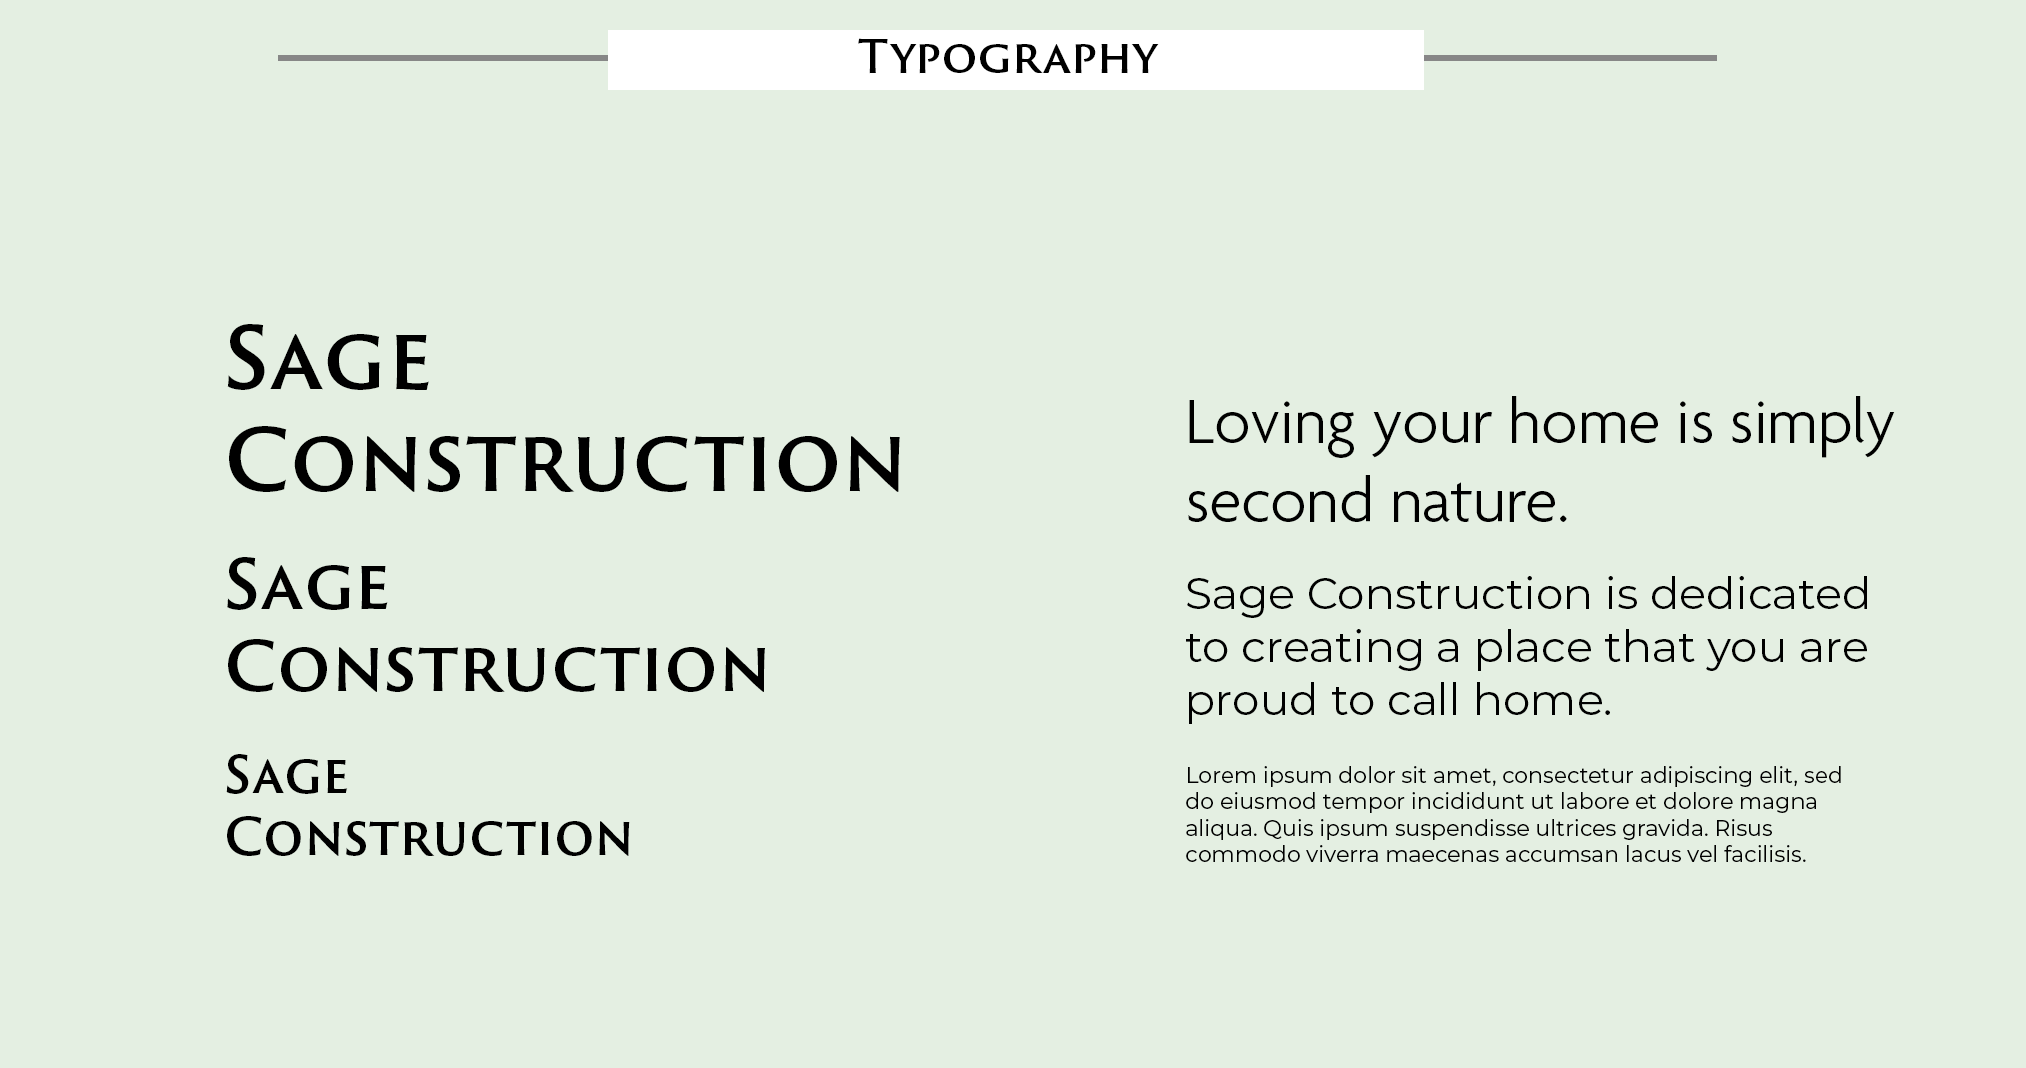 Typography
Sage
Construction
Sage
Construction
Sage
Construction
Loving your home is simply
second nature.
Sage Construction is dedicated
to creating a place that you are
proud to call home.
Lorem ipsum dolor sit amet, consectetur adipiscing elit, sed
do eiusmod tempor incididunt ut labore et dolore magna
aliqua. Quis ipsum suspendisse ultrices gravida. Risus
commodo viverra maecenas accumsan lacus vel facilisis.